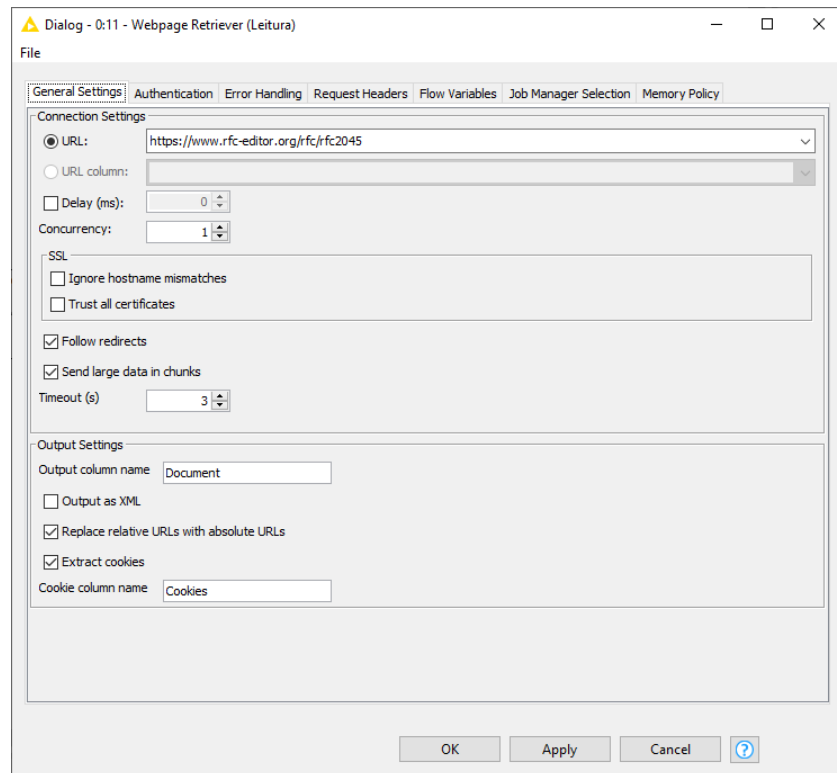 Dialog - 0:11 - Webpage Retriever (Leitura)
File
General Settings Authentication Error Handling Request Headers Flow Variables Job Manager Selection Memory Policy
Connection Settings
URL: https://www.rfc-editor.org/rfc/rfc2045
URL column:
Delay (ms): 0
Concurrency: 1
SSL
Ignore hostname mismatches
Trust all certificates
Follow redirects
Send large data in chunks
Timeout (s) 3
Output Settings
Output column name Document
Output as XML
Replace relative URLs with absolute URLs
Extract cookies
Cookie column name Cookies
OK Apply Cancel ?